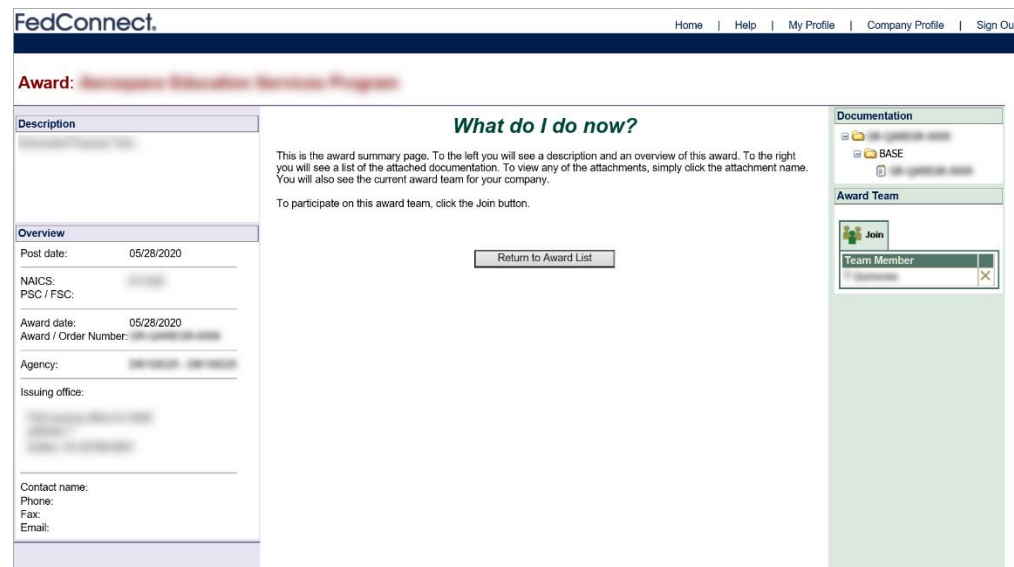 FedConnect.
Home | Help | My Profile | Company Profile | Sign Ou
Award:
Description
What do I do now?
This is the award summary page. To the left you will see a description and an overview of this award. To the right
you will see a list of the attached documentation. To view any of the attachments, simply click the attachment name.
You will also see the current award team for your company.
To participate on this award team, click the Join button.
Return to Award List
Overview
Post date: 05/28/2020
NAICS:
PSC / FSC:
Award date: 05/28/2020
Award / Order Number:
Agency:
Issuing office:
Contact name:
Phone:
Fax:
Email:
Documentation
BASE
Award Team
Join
Team Member